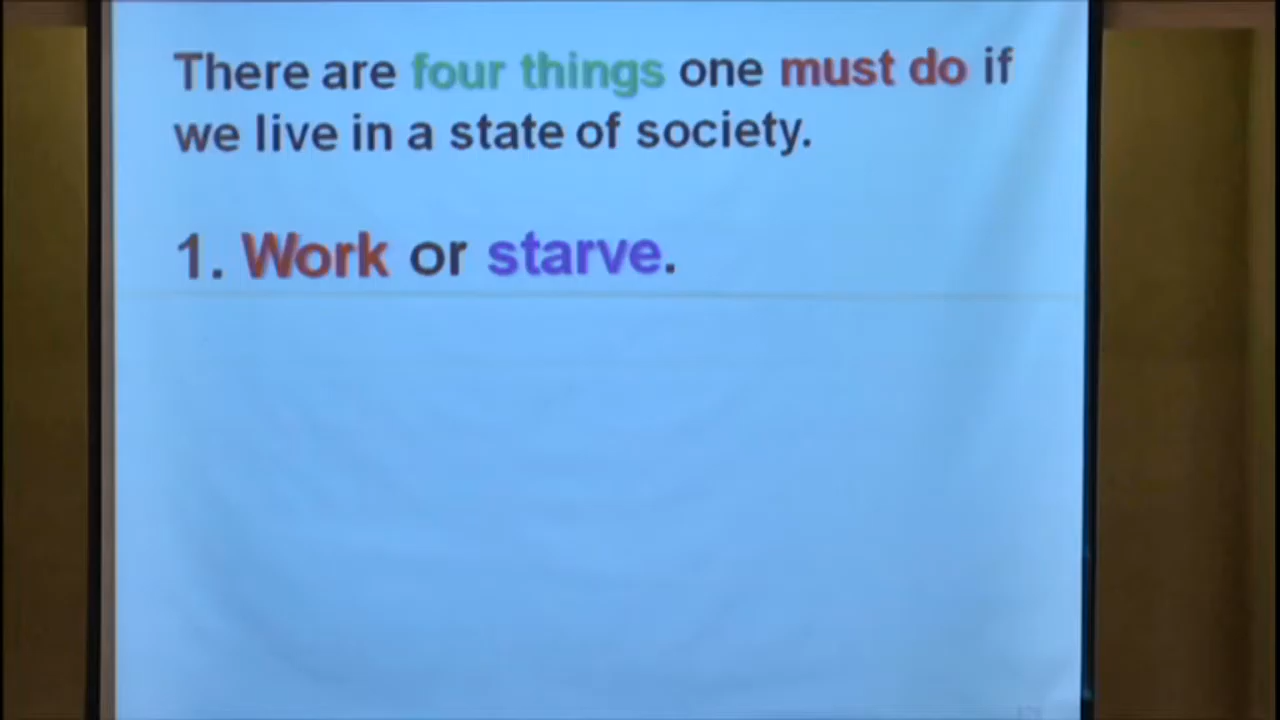 There are four things one must do if
we live in a state of society.
1. Work or starve.